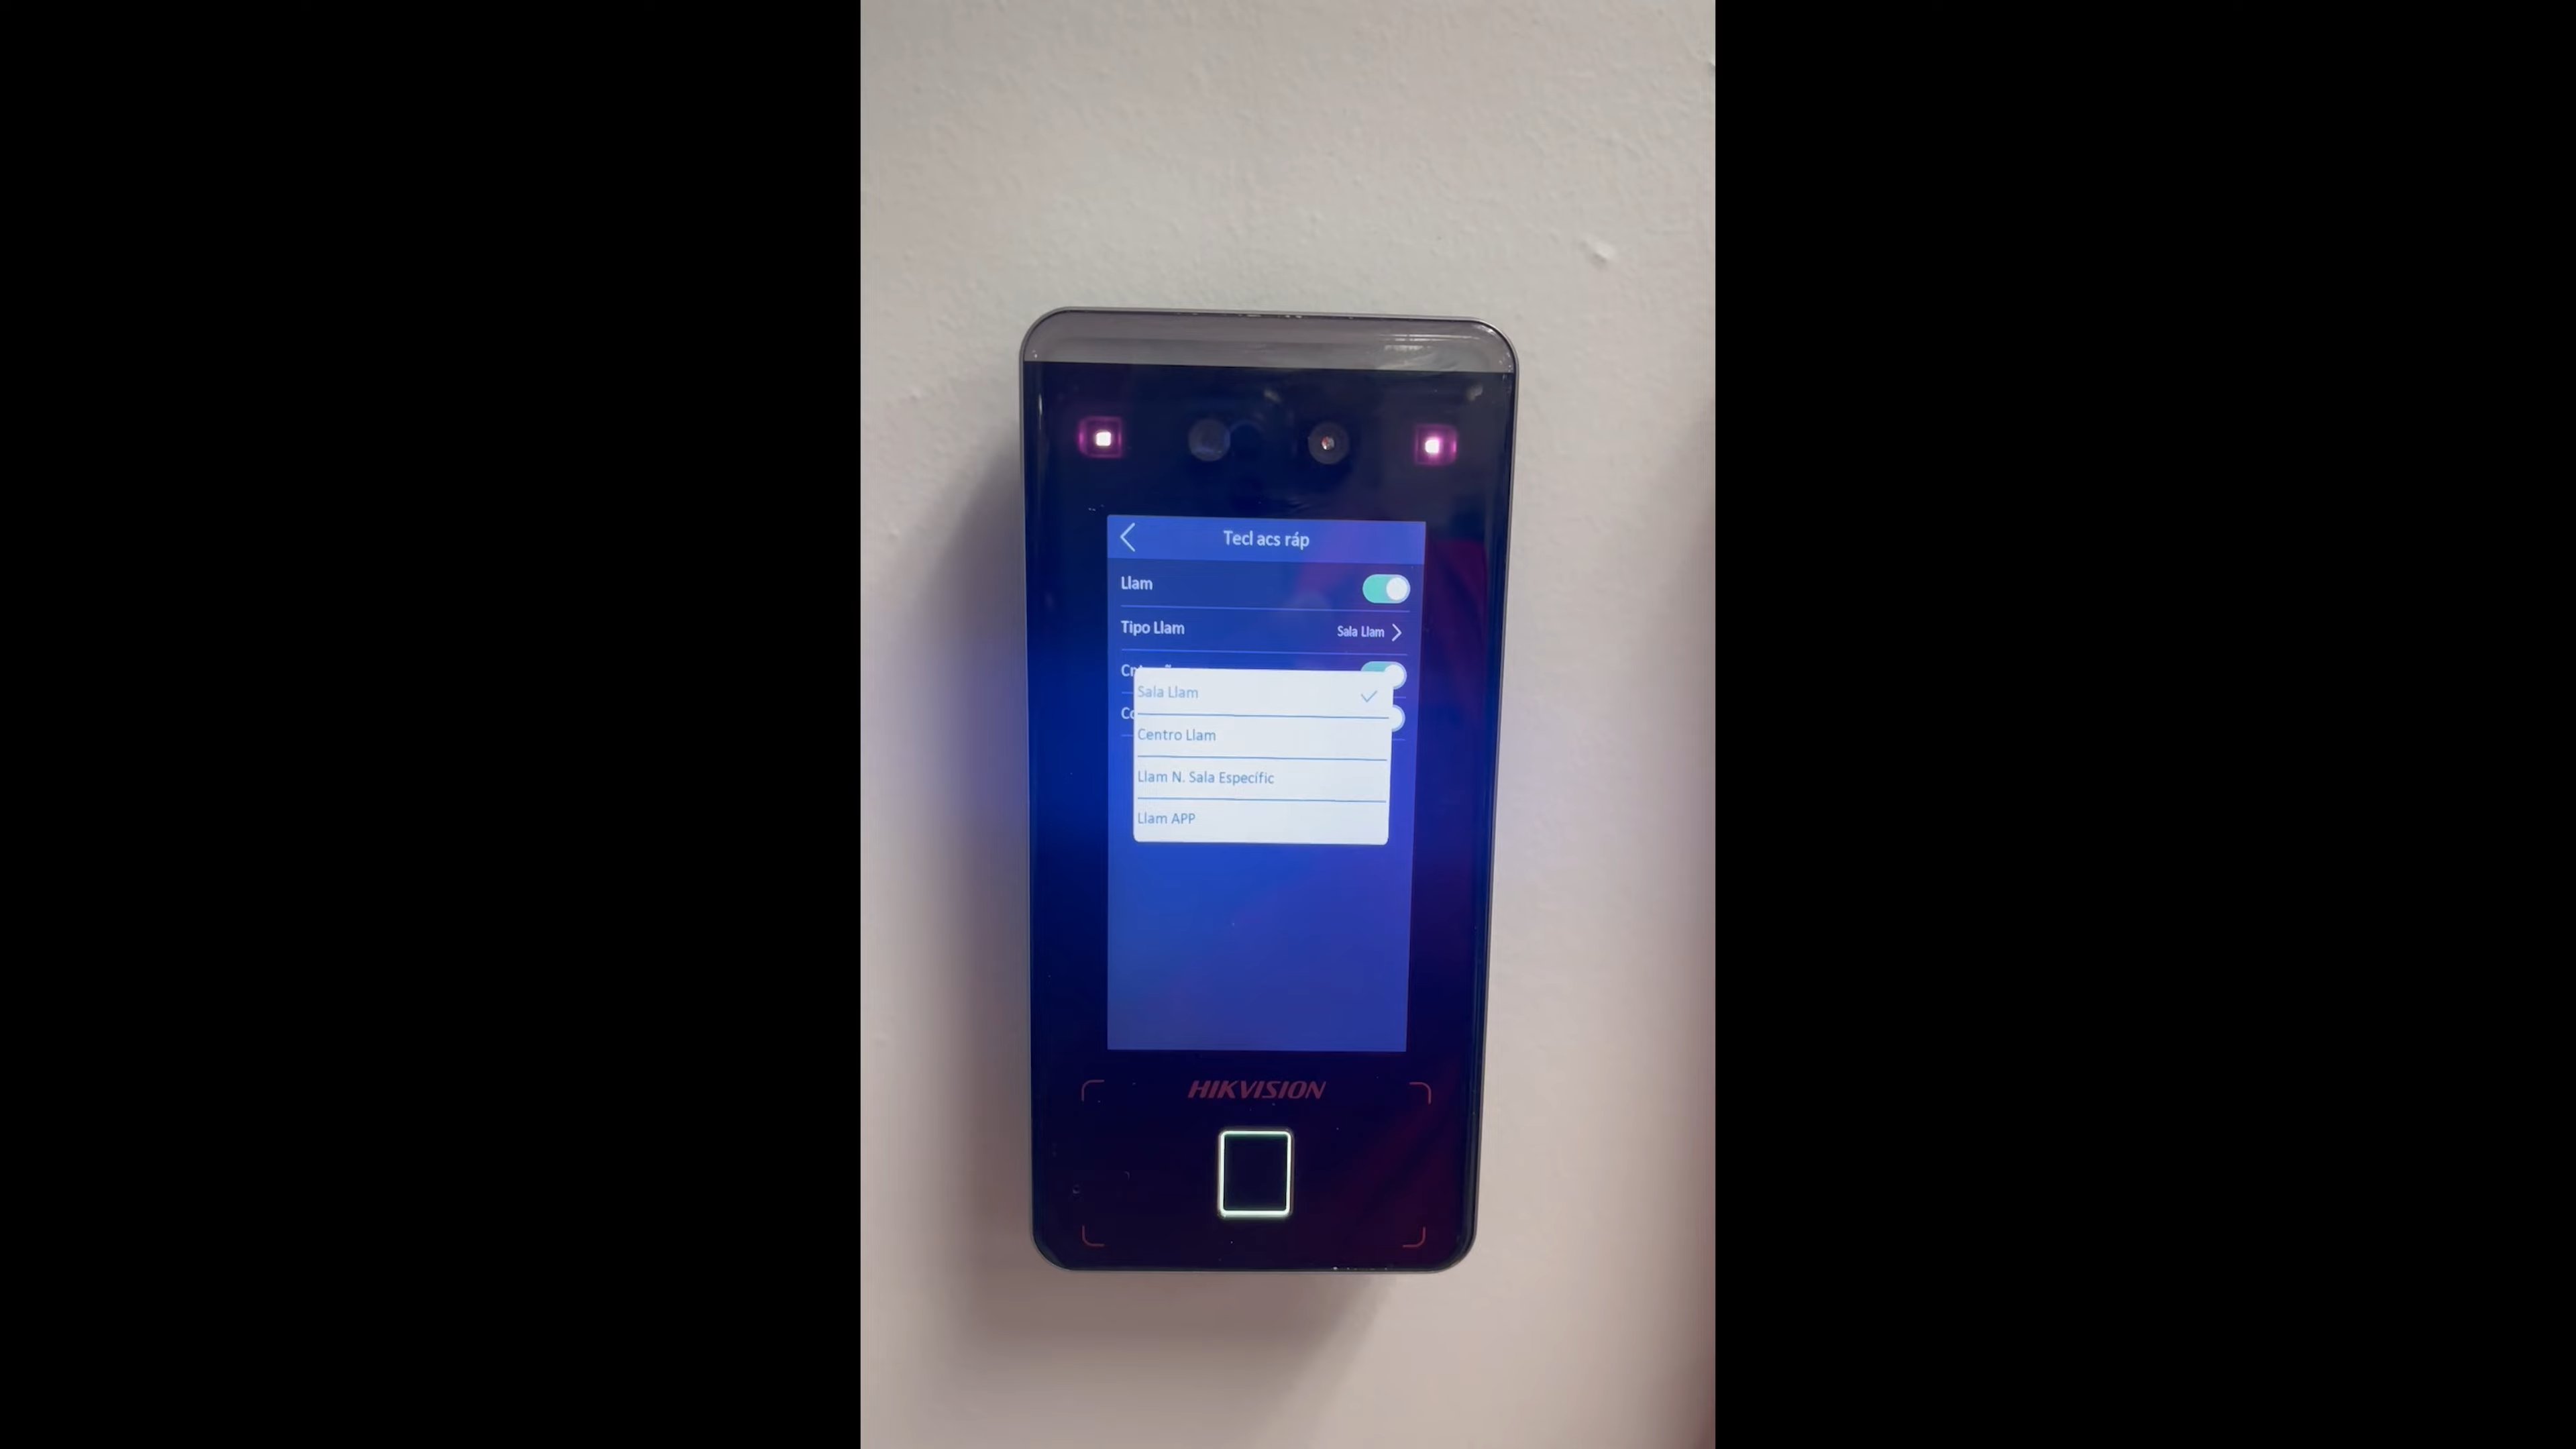 Tecl acs ráp
Llam
Tipo Llam Sala Llam
Sala Llam
Centro Llam
Llam N. Sala Específic
Llam APP
HIKVISION